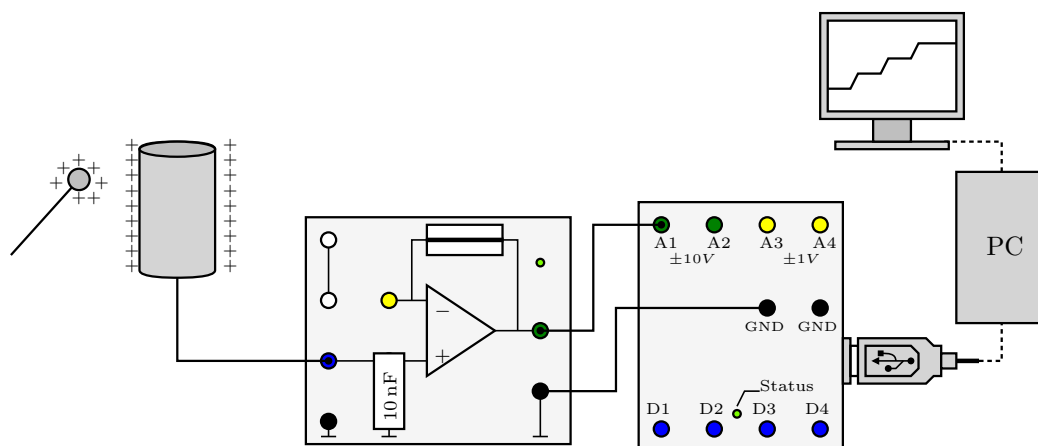 PC
A1 A2 A3 A4
±10V ±1V
−
+
10 nF
GND GND
Status
D1 D2 D3 D4